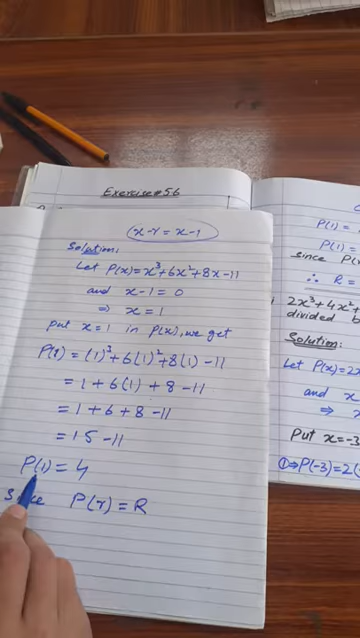 Exercise#5.6
x-r = x-1
Solution:
Let P(x)=x³+6x²+8x-11
and x-1=0
⇒ x=1
put x=1 in P(x), we get
P(r) = (1)³+6(1)²+8(1)-11
= 1+6(1)+8-11
= 1+6+8-11
= 15-11
P(1) = 4
P(r) = R
P(1) =
P(1) =
since P(
∴ R =
2x³+4x²+
divided b
Solution:
Let P(x)=2x
and x
⇒ x
Put x=-3
①⇒P(-3)=2(